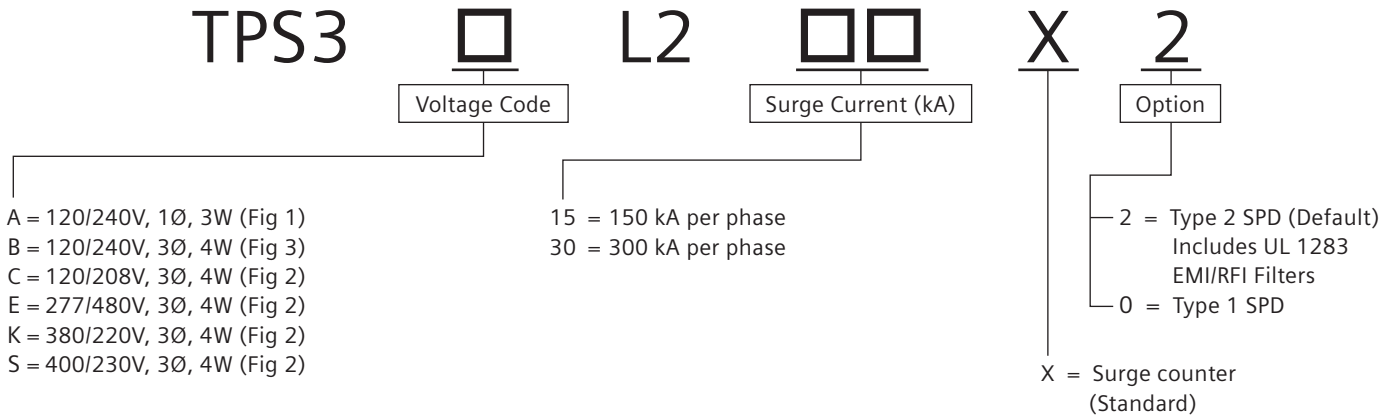 TPS3 □ L2 □□ X 2
Voltage Code
Surge Current (kA)
Option
A = 120/240V, 1Ø, 3W (Fig 1)
B = 120/240V, 3Ø, 4W (Fig 3)
C = 120/208V, 3Ø, 4W (Fig 2)
E = 277/480V, 3Ø, 4W (Fig 2)
K = 380/220V, 3Ø, 4W (Fig 2)
S = 400/230V, 3Ø, 4W (Fig 2)
15 = 150 kA per phase
30 = 300 kA per phase
2 = Type 2 SPD (Default)
Includes UL 1283
EMI/RFI Filters
0 = Type 1 SPD
X = Surge counter
(Standard)